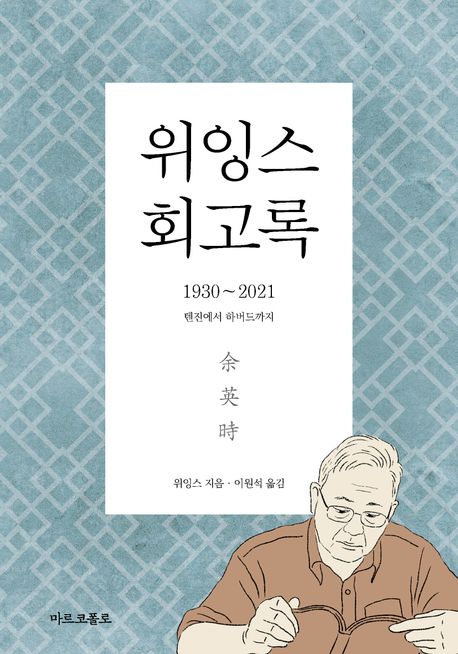 위잉스
회고록
1930~2021
톈진에서 하버드까지
余
英
時
위잉스 지음·이원석 옮김
마르코폴로